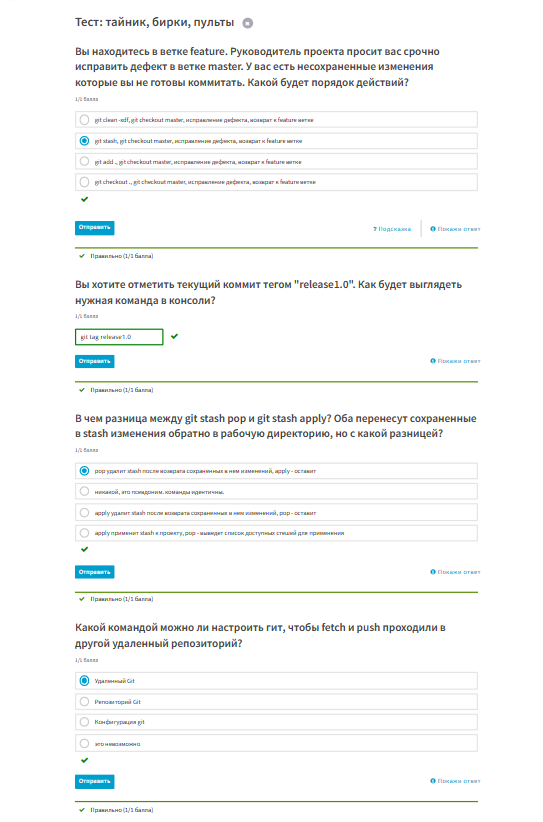 Тест: тайник, бирки, пульты
Вы находитесь в ветке feature. Руководитель проекта просит вас срочно
исправить дефект в ветке master. У вас есть несохраненные изменения
которые вы не готовы коммитать. Какой будет порядок действий?
1/1 балла
git clean -xdf, git checkout master, исправление дефекта, возврат к feature ветке
git stash, git checkout master, исправление дефекта, возврат к feature ветке
git add ., git checkout master, исправление дефекта, возврат к feature ветке
git checkout ., git checkout master, исправление дефекта, возврат к feature ветке
Отправить
? Подсказка
Покажи ответ
Правильно (1/1 балла)
Вы хотите отметить текущий коммит тегом "release1.0". Как будет выглядеть
нужная команда в консоли?
1/1 балла
git tag release1.0
Отправить
Покажи ответ
Правильно (1/1 балла)
В чем разница между git stash pop и git stash apply? Оба перенесут сохраненные
в stash изменения обратно в рабочую директорию, но с какой разницей?
1/1 балла
pop удалит stash после возврата сохраненных в нем изменений, apply - оставит
никакой, это псевдоним. команды идентичны.
apply удалит stash после возврата сохраненных в нем изменений, pop - оставит
apply применит stash к проекту, pop - выведет список доступных стешей для применения
Отправить
Покажи ответ
Правильно (1/1 балла)
Какой командой можно ли настроить гит, чтобы fetch и push проходили в
другой удаленный репозиторий?
1/1 балла
Удаленный Git
Репозиторий Git
Конфигурация git
это невозможно
Отправить
Покажи ответ
Правильно (1/1 балла)